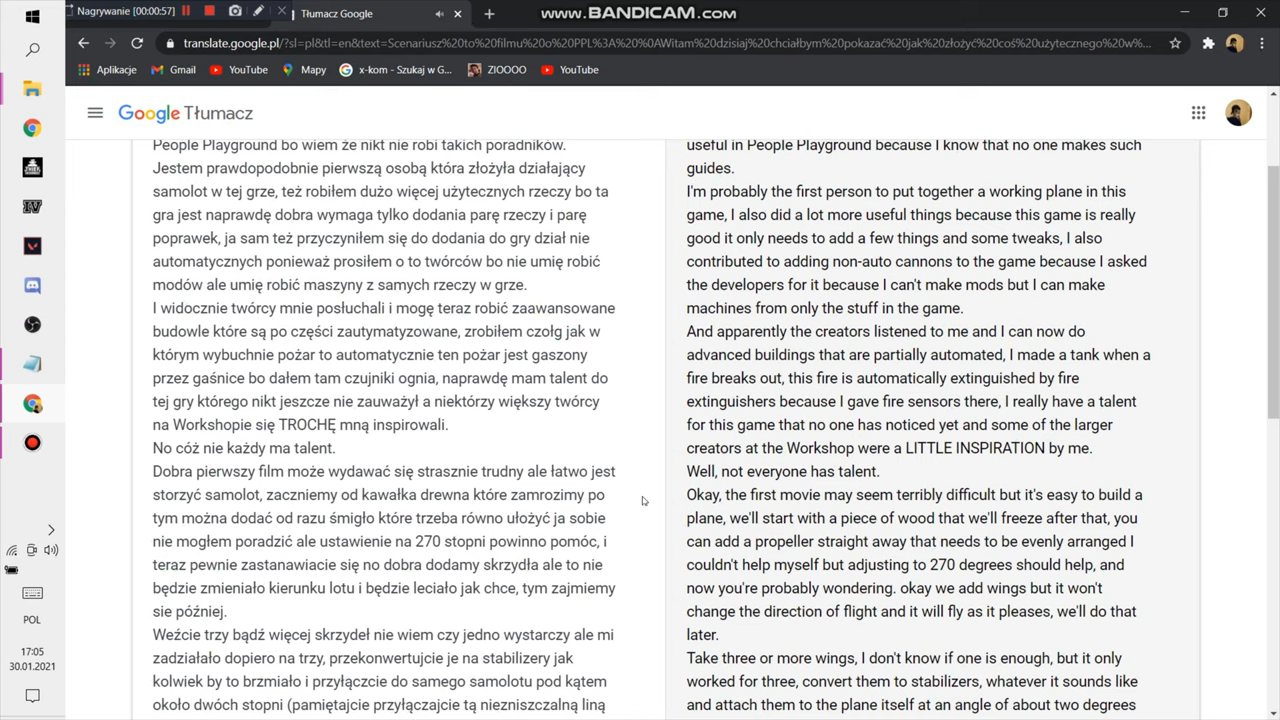 Nagrywanie [00:00:57]
Tłumacz Google
www.BANDICAM.com
translate.google.pl/?sl=pl&tl=en&text=Scenariusz%20to%20filmu%20o%20PPL%3A%20%0AWitam%20dzisiaj%20chciałbym%20pokazać%20jak%20złożyć%20coś%20użytecznego%20w%...
Aplikacje
Gmail
YouTube
Mapy
x-kom - Szukaj w G...
ZIOOOO
YouTube
Google Tłumacz
People Playground bo wiem że nikt nie robi takich poradników.
Jestem prawdopodobnie pierwszą osobą która złożyła działający
samolot w tej grze, też robiłem dużo więcej użytecznych rzeczy bo ta
gra jest naprawdę dobra wymaga tylko dodania parę rzeczy i parę
poprawek, ja sam też przyczyniłem się do dodania do gry dział nie
automatycznych ponieważ prosiłem o to twórców bo nie umię robić
modów ale umię robić maszyny z samych rzeczy w grze.
I widocznie twórcy mnie posłuchali i mogę teraz robić zaawansowane
budowle które są po części zautymatyzowane, zrobiłem czołg jak w
którym wybuchnie pożar to automatycznie ten pożar jest gaszony
przez gaśnice bo dałem tam czujniki ognia, naprawdę mam talent do
tej gry którego nikt jeszcze nie zauważył a niektórzy większy twórcy
na Workshopie się TROCHĘ mną inspirowali.
No cóż nie każdy ma talent.
Dobra pierwszy film może wydawać się strasznie trudny ale łatwo jest
storzyć samolot, zaczniemy od kawałka drewna które zamrozimy po
tym można dodać od razu śmigło które trzeba równo ułożyć ja sobie
nie mogłem poradzić ale ustawienie na 270 stopni powinno pomóc, i
teraz pewnie zastanawiacie się no dobra dodamy skrzydła ale to nie
będzie zmieniało kierunku lotu i będzie leciało jak chce, tym zajmiemy
sie później.
Weźcie trzy bądź więcej skrzydeł nie wiem czy jedno wystarczy ale mi
zadziałało dopiero na trzy, przekonwertujcie je na stabilizery jak
kolwiek by to brzmiało i przyłączcie do samego samolotu pod kątem
około dwóch stopni (pamiętajcie przyłączajcie tą niezniszczalną liną
useful in People Playground because I know that no one makes such
guides.
I'm probably the first person to put together a working plane in this
game, I also did a lot more useful things because this game is really
good it only needs to add a few things and some tweaks, I also
contributed to adding non-auto cannons to the game because I asked
the developers for it because I can't make mods but I can make
machines from only the stuff in the game.
And apparently the creators listened to me and I can now do
advanced buildings that are partially automated, I made a tank when a
fire breaks out, this fire is automatically extinguished by fire
extinguishers because I gave fire sensors there, I really have a talent
for this game that no one has noticed yet and some of the larger
creators at the Workshop were a LITTLE INSPIRATION by me.
Well, not everyone has talent.
Okay, the first movie may seem terribly difficult but it's easy to build a
plane, we'll start with a piece of wood that we'll freeze after that, you
can add a propeller straight away that needs to be evenly arranged I
couldn't help myself but adjusting to 270 degrees should help, and
now you're probably wondering. okay we add wings but it won't
change the direction of flight and it will fly as it pleases, we'll do that
later.
Take three or more wings, I don't know if one is enough, but it only
worked for three, convert them to stabilizers, whatever it sounds like
and attach them to the plane itself at an angle of about two degrees
IV
POL
17:05
30.01.2021